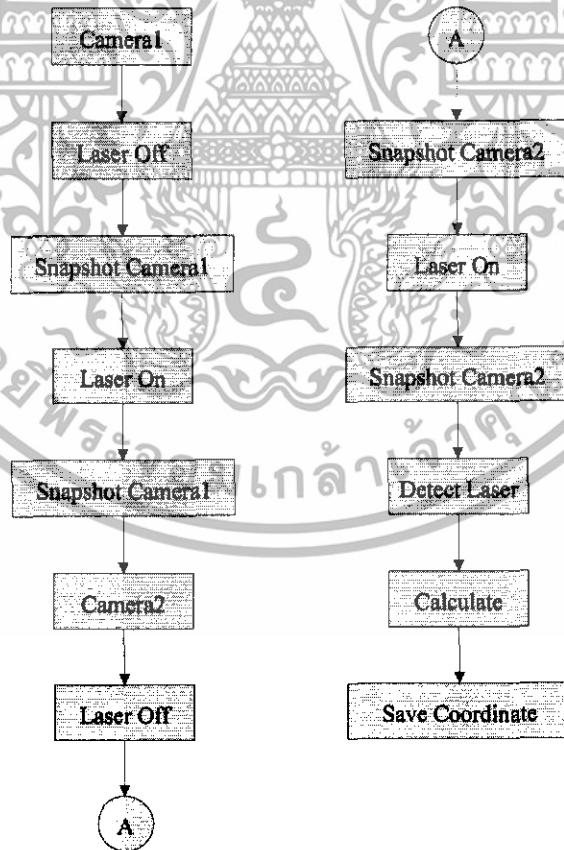 Camera1
Laser Off
Snapshot Camera1
Laser On
Snapshot Camera1
Camera2
Laser Off
A
A
Snapshot Camera2
Laser On
Snapshot Camera2
Detect Laser
Calculate
Save Coordinate